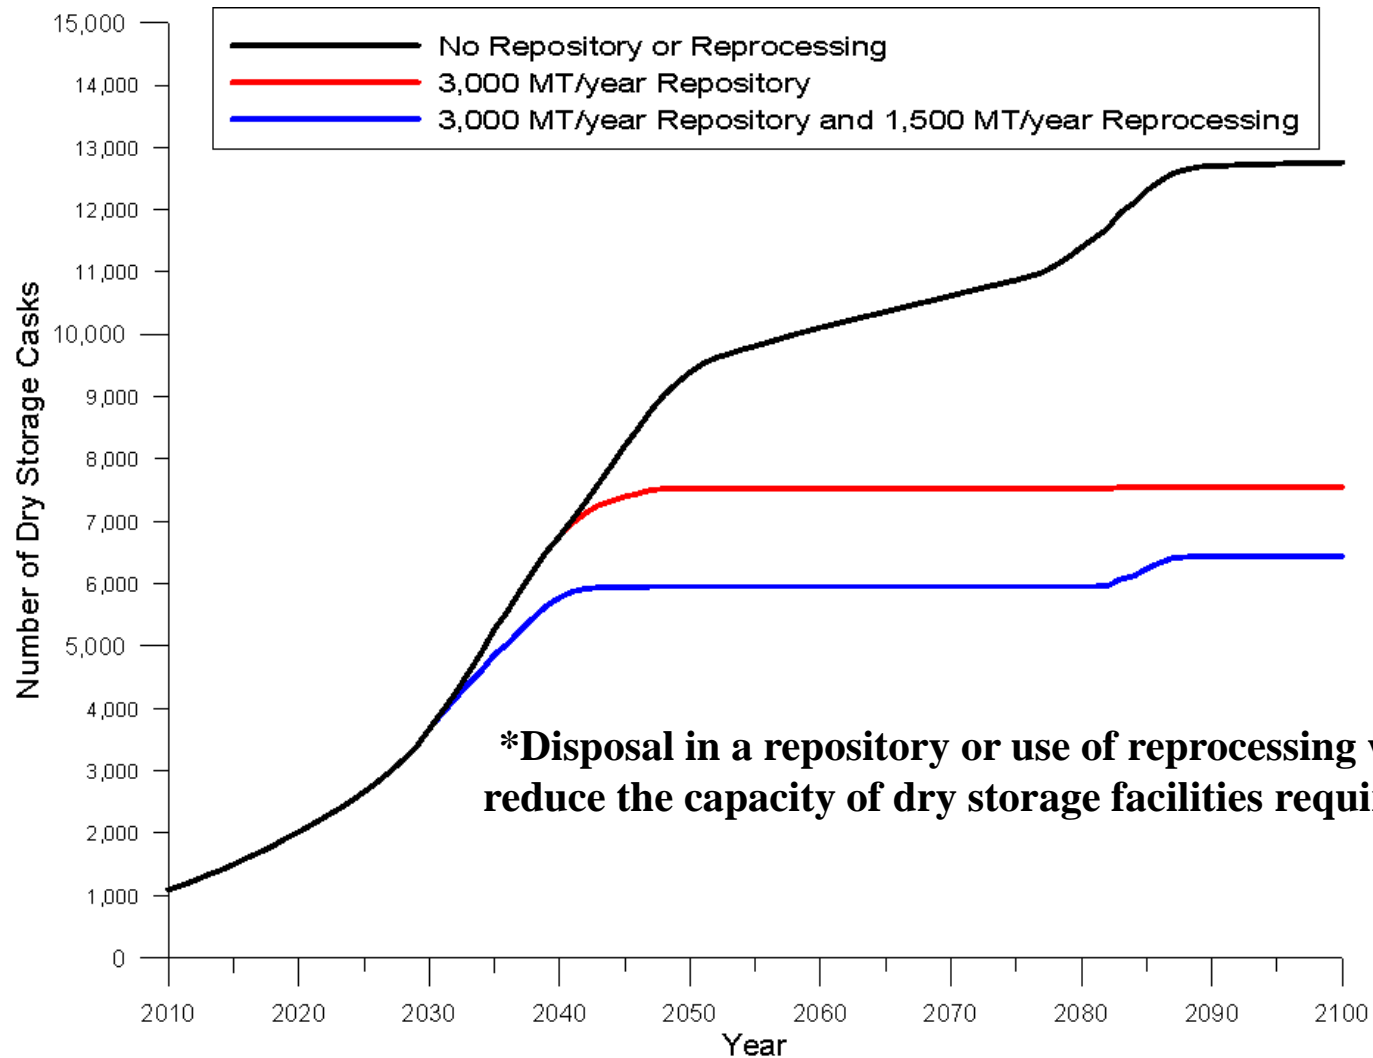 No Repository or Reprocessing
3,000 MT/year Repository
3,000 MT/year Repository and 1,500 MT/year Reprocessing
15,000
14,000
13,000
12,000
11,000
10,000
9,000
8,000
7,000
6,000
5,000
4,000
3,000
2,000
1,000
0
Number of Dry Storage Casks
*Disposal in a repository or use of reprocessing
reduce the capacity of dry storage facilities
2010 2020 2030 2040 2050 2060 2070 2080 2090 2100
Year